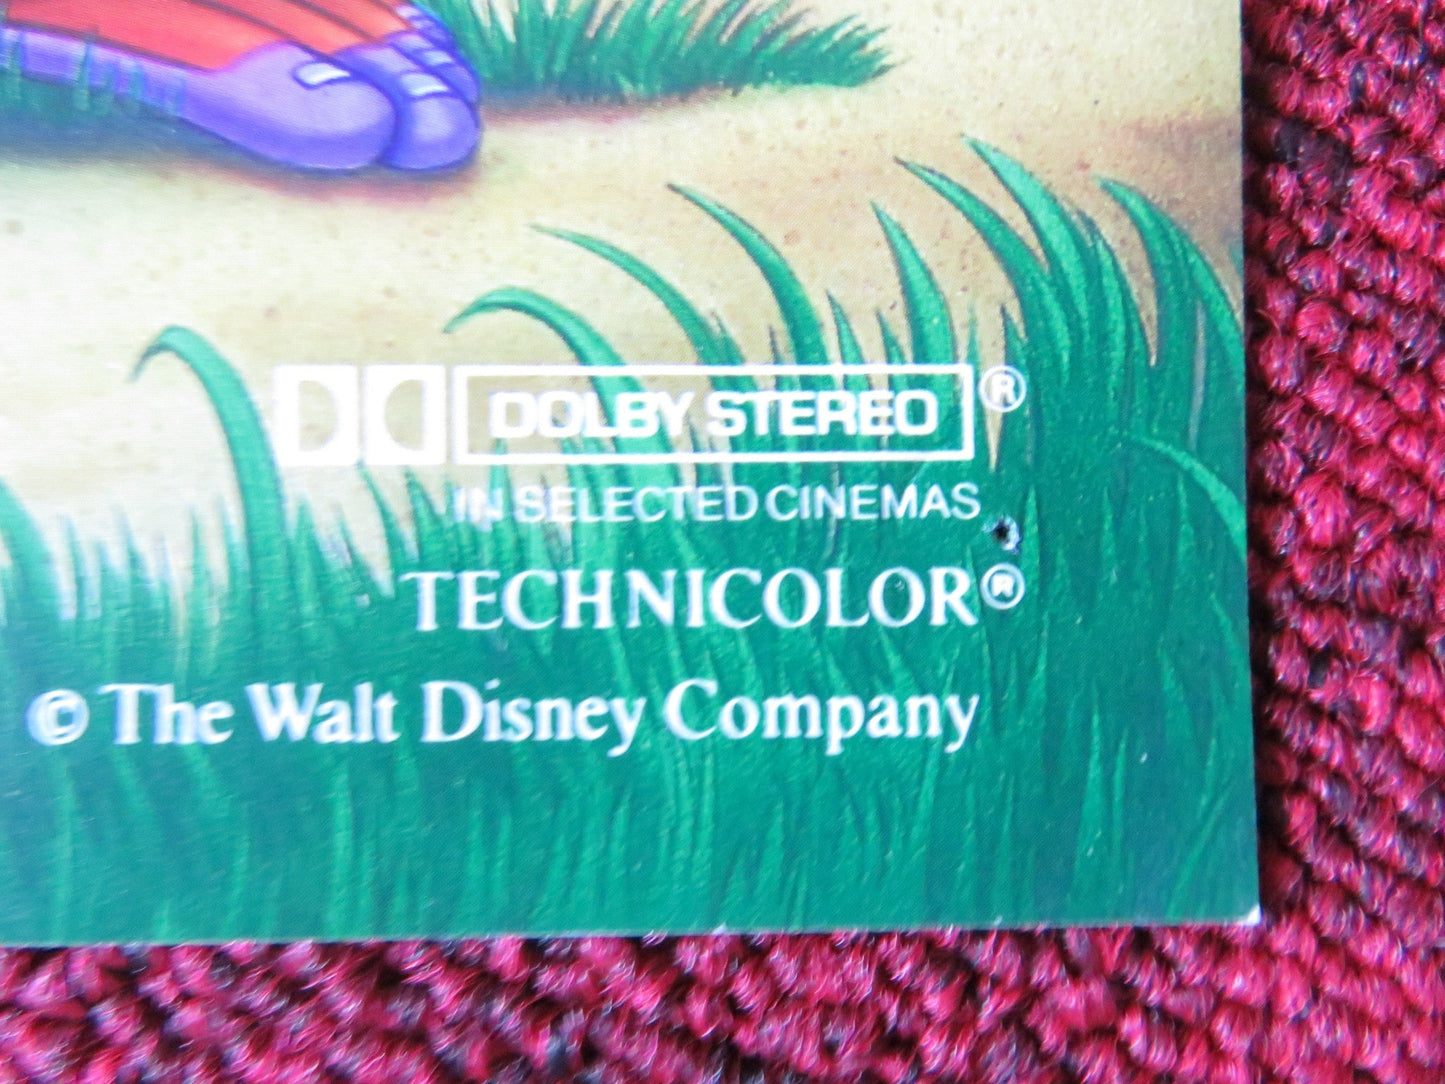 DOLBY STEREO ®
IN SELECTED CINEMAS
TECHNICOLOR®
© The Walt Disney Company